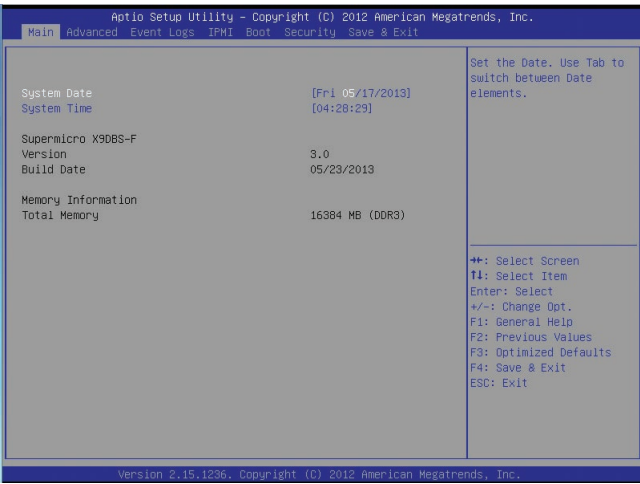 Aptio Setup Utility – Copyright (C) 2012 American Megatrends, Inc.
Main Advanced Event Logs IPMI Boot Security Save & Exit
System Date [Fri 05/17/2013]
System Time [04:28:29]
Supermicro X9DBS-F
Version 3.0
Build Date 05/23/2013
Memory Information
Total Memory 16384 MB (DDR3)
Set the Date. Use Tab to
switch between Date
elements.
→←: Select Screen
↑↓: Select Item
Enter: Select
+/-: Change Opt.
F1: General Help
F2: Previous Values
F3: Optimized Defaults
F4: Save & Exit
ESC: Exit
Version 2.15.1236. Copyright (C) 2012 American Megatrends, Inc.